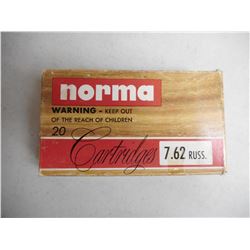 norma
WARNING - KEEP OUT
OF THE REACH OF CHILDREN
20
Cartridges 7.62 RUSS.